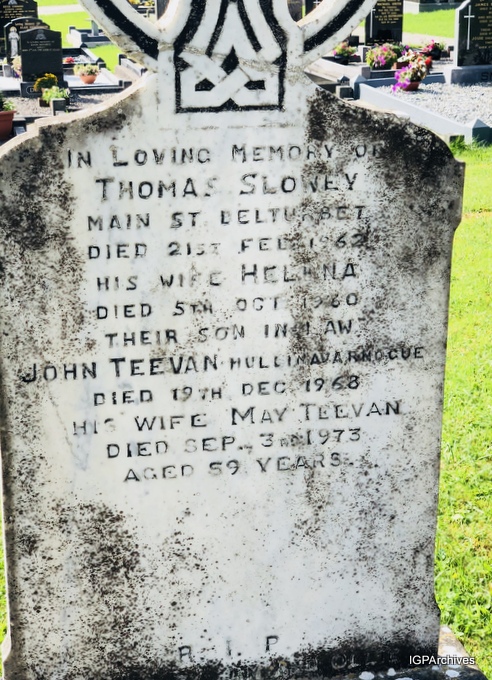 IN LOVING MEMORY OF
THOMAS SLOWEY
MAIN ST BELTURBET
DIED 21ST FEB 1962
HIS WIFE HELENA
DIED 5TH OCT 1960
THEIR SON IN LAW
JOHN TEEVAN
DIED 19TH DEC 1968
HIS WIFE MAY TEEVAN
DIED SEP. 3RD 1973
AGED 59 YEARS
R. I. P.
IGPArchives